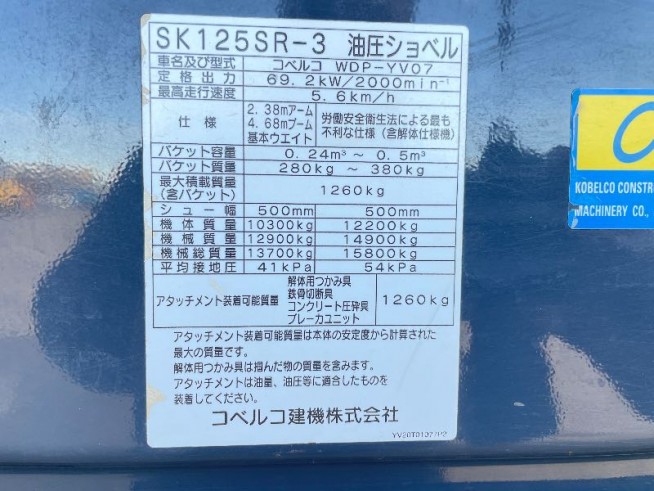 SK125SR-3 油圧ショベル
車名及び型式 コベルコ WDP-YV07
定格出力 69.2kW/2000min⁻¹
最高走行速度 5.6km/h
仕様 2.38mアーム 4.68mブーム 基本ウエイト 労働安全衛生法による最も不利な仕様(含解体仕様機)
バケット容量 0.24m³ ~ 0.5m³
バケット質量 280kg ~ 380kg
最大積載質量(含バケット) 1260kg
シュー幅 500mm 500mm
機体質量 10300kg 12200kg
機械質量 12900kg 14900kg
機械総質量 13700kg 15800kg
平均接地圧 41kPa 54kPa
アタッチメント装着可能質量 解体用つかみ具 鉄骨切断具 コンクリート圧砕具 ブレーカユニット 1260kg
アタッチメント装着可能質量は本体の安定度から計算された
最大の質量です。
解体用つかみ具は掴んだ物の質量を含みます。
アタッチメントは油量、油圧等に適合したものを
装着してください。
コベルコ建機株式会社
KOBELCO CONSTR
MACHINERY CO.,